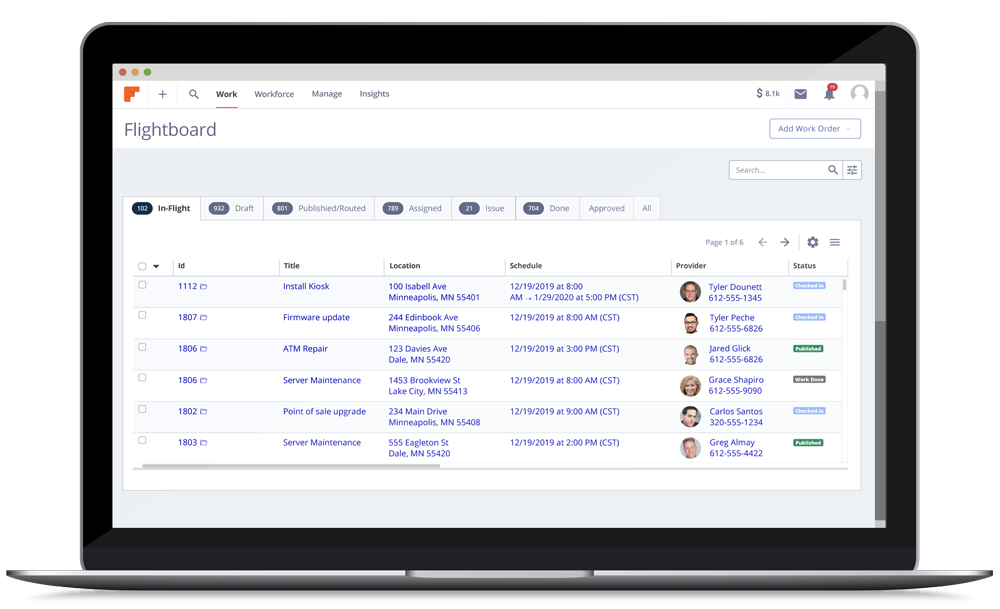 Work Workforce Manage Insights $ 8.1k 19
Flightboard Add Work Order
Search...
102 In-Flight 932 Draft 801 Publishied/Routed 789 Assigned 21 Issue 704 Done Approved All
Page 1 of 6
Id Title Location Schedule Provider Status
1112 Install Kiosk 100 Isabell Ave 12/19/2019 at 8:00 Tyler Dounett Checked in
Minneapolis, MN 55401 AM → 1/29/2020 at 5:00 PM (CST) 612-555-1345
1807 Firmware update 244 Edinbook Ave 12/19/2019 at 8:00 AM (CST) Tyler Peche Checked in
Minneapolis, MN 55406 612-555-6826
1806 ATM Repair 123 Davies Ave 12/19/2019 at 3:00 PM (CST) Jared Glick Published
Dale, MN 55420 612-555-6826
1806 Server Maintenance 1453 Brookview St 12/19/2019 at 8:00 AM (CST) Grace Shapiro Work Done
Lake City, MN 55413 612-555-9090
1802 Point of sale upgrade 234 Main Drive 12/19/2019 at 9:00 AM (CST) Carlos Santos Checked in
Minneapolis, MN 55408 320-555-1234
1803 Server Maintenance 555 Eagleton St 12/19/2019 at 2:00 PM (CST) Greg Almay Published
Dale, MN 55420 612-555-4422